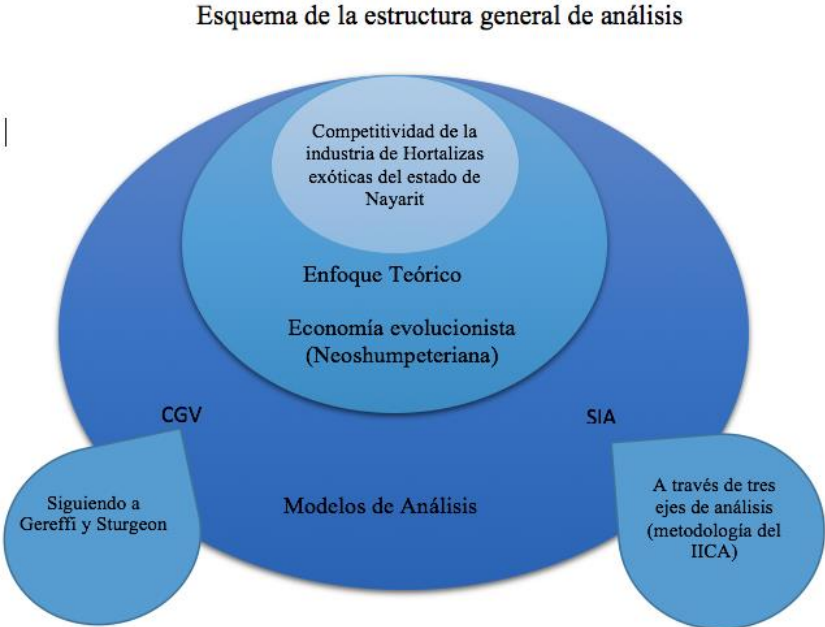 Esquema de la estructura general de análisis
Competitividad de la
industria de Hortalizas
exóticas del estado de
Nayarit
Enfoque Teórico
Economía evolucionista
(Neoshumpeteriana)
CGV
SIA
Siguiendo a
Gereffi y Sturgeon
Modelos de Análisis
A través de tres
ejes de análisis
(metodología del
IICA)